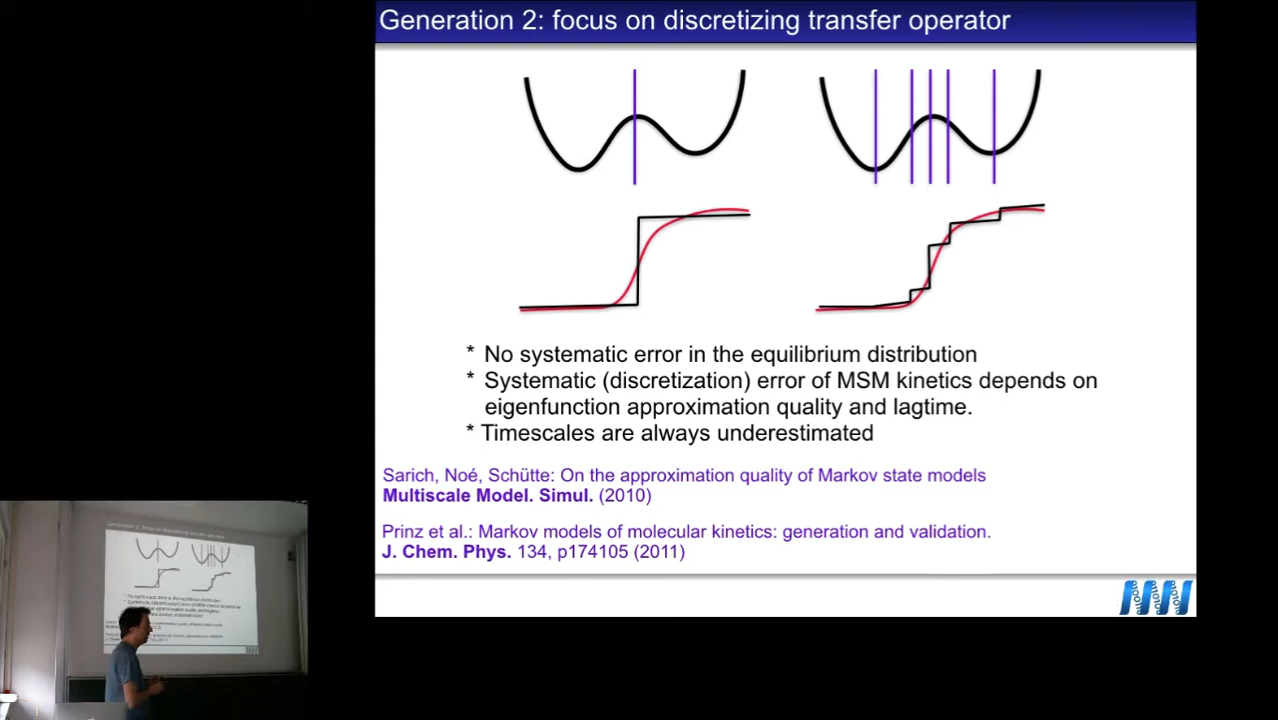 Generation 2: focus on discretizing transfer operator
* No systematic error in the equilibrium distribution
* Systematic (discretization) error of MSM kinetics depends on
eigenfunction approximation quality and lagtime.
* Timescales are always underestimated
Sarich, Noé, Schütte: On the approximation quality of Markov state models
Multiscale Model. Simul. (2010)
Prinz et al.: Markov models of molecular kinetics: generation and validation.
J. Chem. Phys. 134, p174105 (2011)